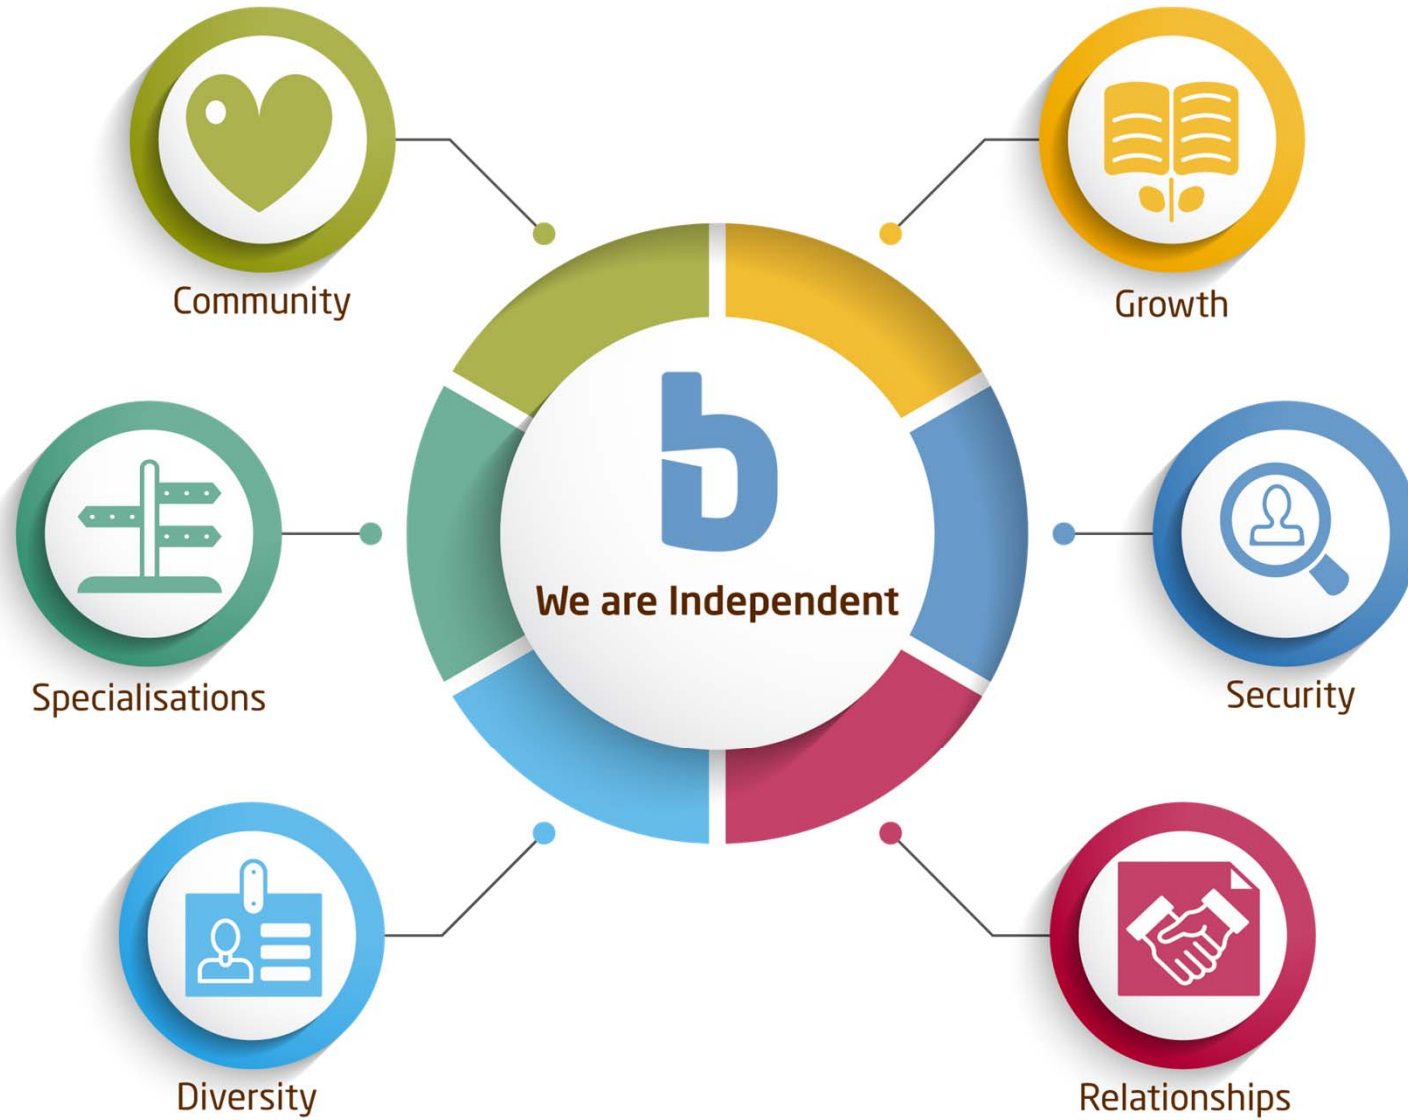 Community
Growth
b
We are Independent
Specialisations
Security
Diversity
Relationships